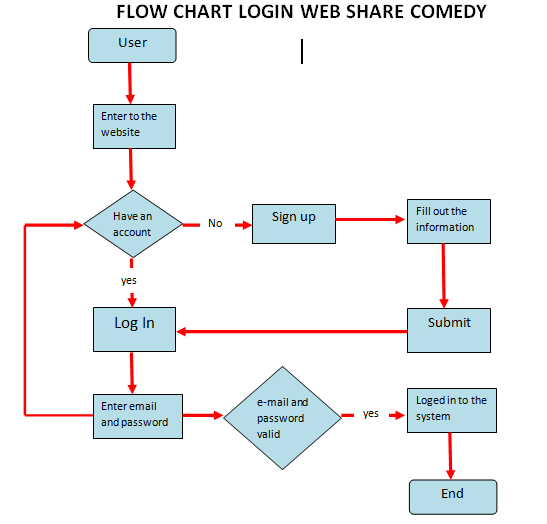 FLOW CHART LOGIN WEB SHARE COMEDY
User
Enter to the
website
Have an
account
No
Sign up
Fill out the
information
yes
Log In
Submit
Enter email
and password
e-mail and
password
valid
yes
Loged in to the
system
End